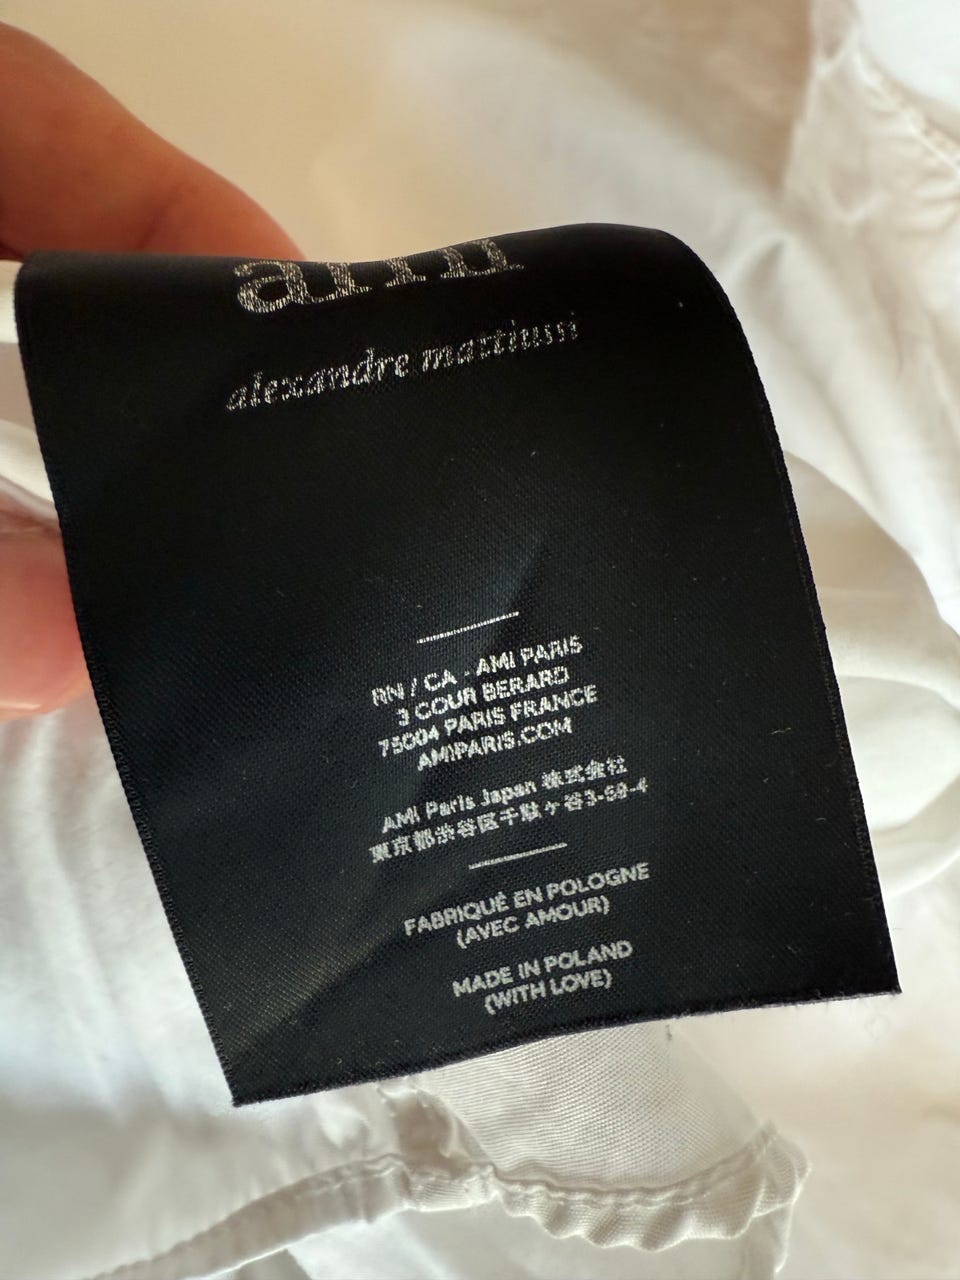 ami
alexandre mattiussi
RN / CA - AMI PARIS
3 COUR BERARD
75004 PARIS FRANCE
AMIPARIS.COM
AMI Paris Japan 株式会社
東京都渋谷区千駄ヶ谷3-59-4
FABRIQUÉ EN POLOGNE
(AVEC AMOUR)
MADE IN POLAND
(WITH LOVE)